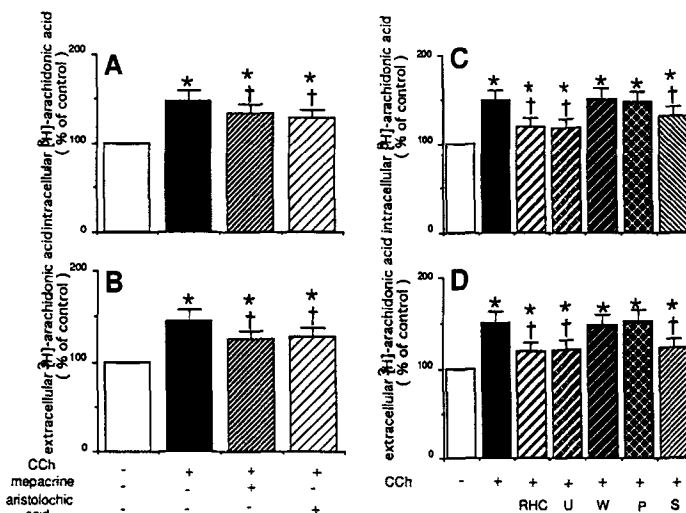 A
intracellular [³H]-arachidonic acid
( % of control)
200
100
0
* * *
† †
B
extracellular [³H]-arachidonic acid
( % of control)
200
100
0
* * *
† †
CCh - + + +
mepacrine - - + -
aristolochic - - - +
acid
C
intracellular [³H]-arachidonic acid
( % of control)
200
100
0
* * * * * *
† † †
D
extracellular [³H]-arachidonic acid
( % of control)
200
100
0
* * * * * *
† † †
CCh - + + + + + +
RHC U W P S